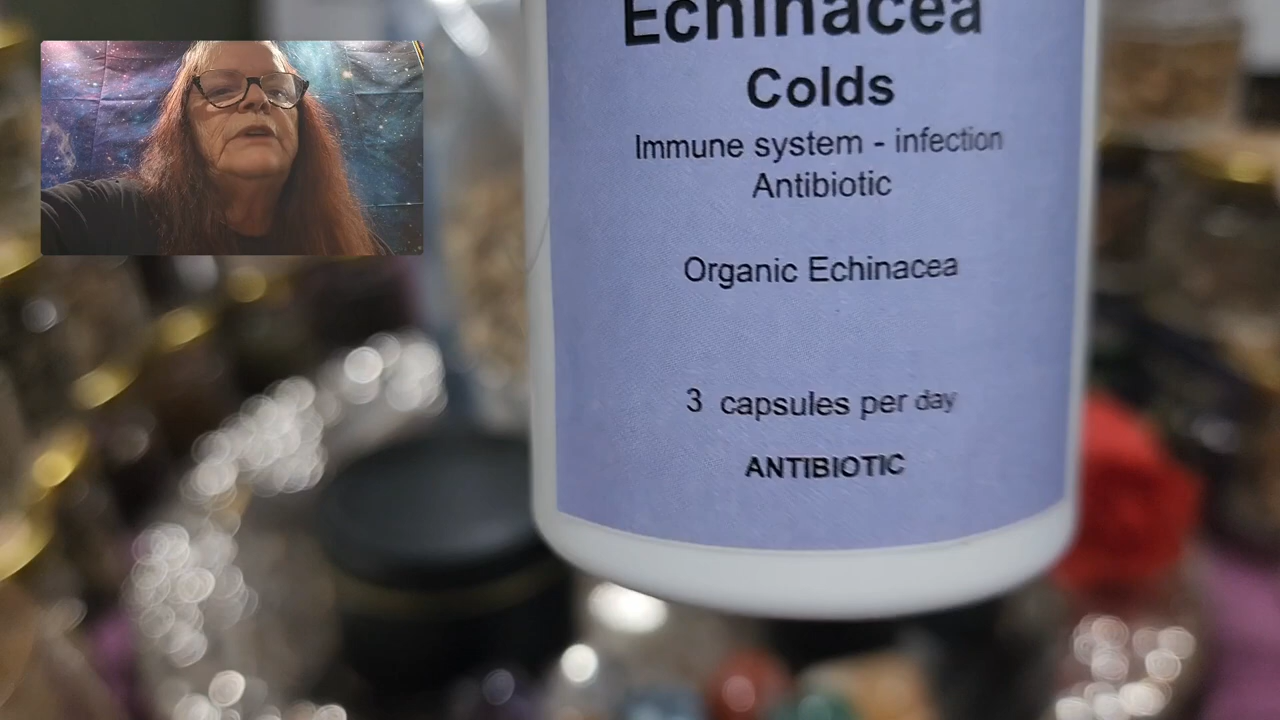 Echinacea
Colds
Immune system - infection
Antibiotic
Organic Echinacea
3 capsules per day
ANTIBIOTIC